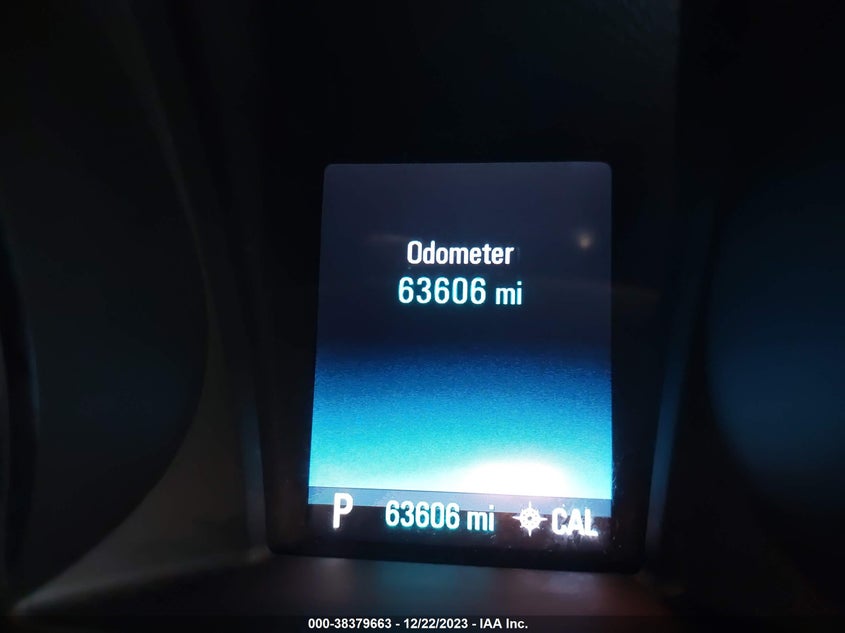 Odometer
63606 mi
P 63606 mi CAL
000-38379663 - 12/22/2023 - IAA Inc.